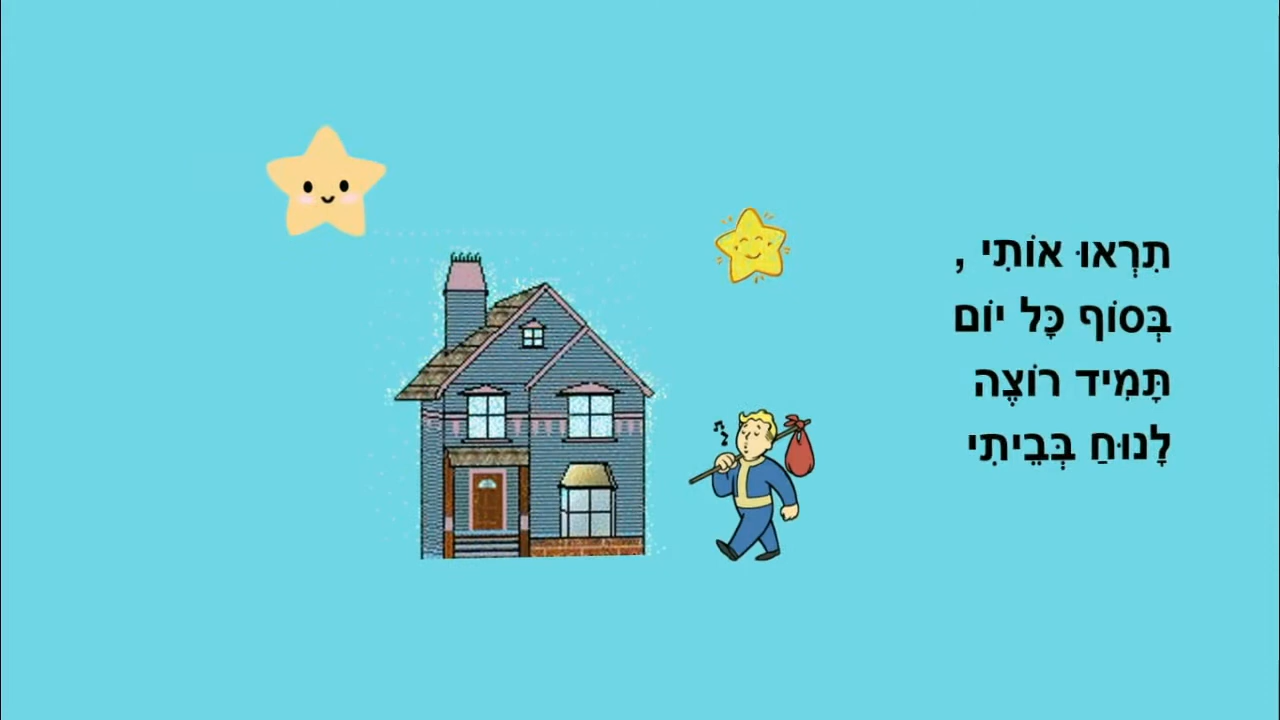 תִרְאוּ אוֹתִי ,
בְּסוֹף כָּל יוֹם
תָּמִיד רוֹצֶה
לָנוּחַ בְּבֵיתִי